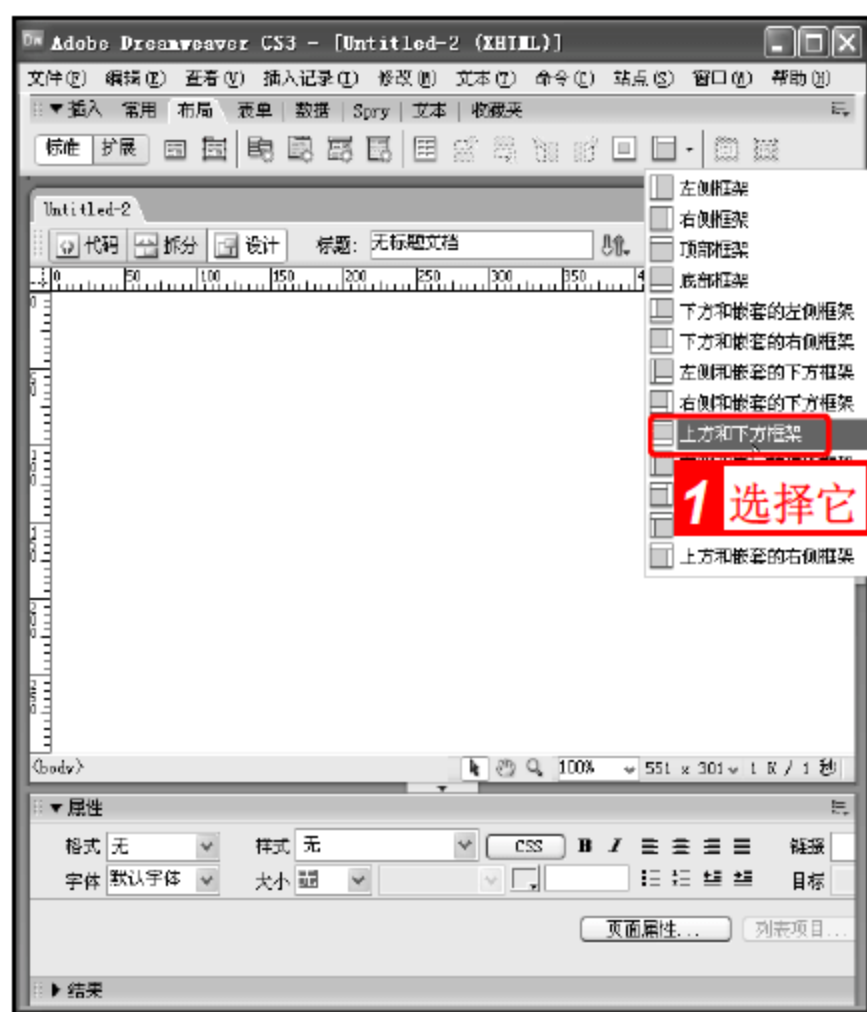 Adobe Dreamweaver CS3 - [Untitled-2 (XHTML)]
文件(F) 编辑(E) 查看(V) 插入记录(I) 修改(M) 文本(T) 命令(C) 站点(S) 窗口(W) 帮助(H)
▼插入 常用 布局 表单 数据 Spry 文本 收藏夹
标准 扩展
左侧框架
右侧框架
顶部框架
底部框架
下方和嵌套的左侧框架
下方和嵌套的右侧框架
左侧和嵌套的下方框架
右侧和嵌套的下方框架
上方和下方框架
1 选择它
上方和嵌套的右侧框架
Untitled-2
代码 拆分 设计 标题: 无标题文档
0 50 100 150 200 250 300 350
<body> 100% 551 x 301 1 K / 1 秒
▼属性
格式 无 样式 无 CSS B I 链接
字体 默认字体 大小 目标
页面属性... 列表项目...
结果